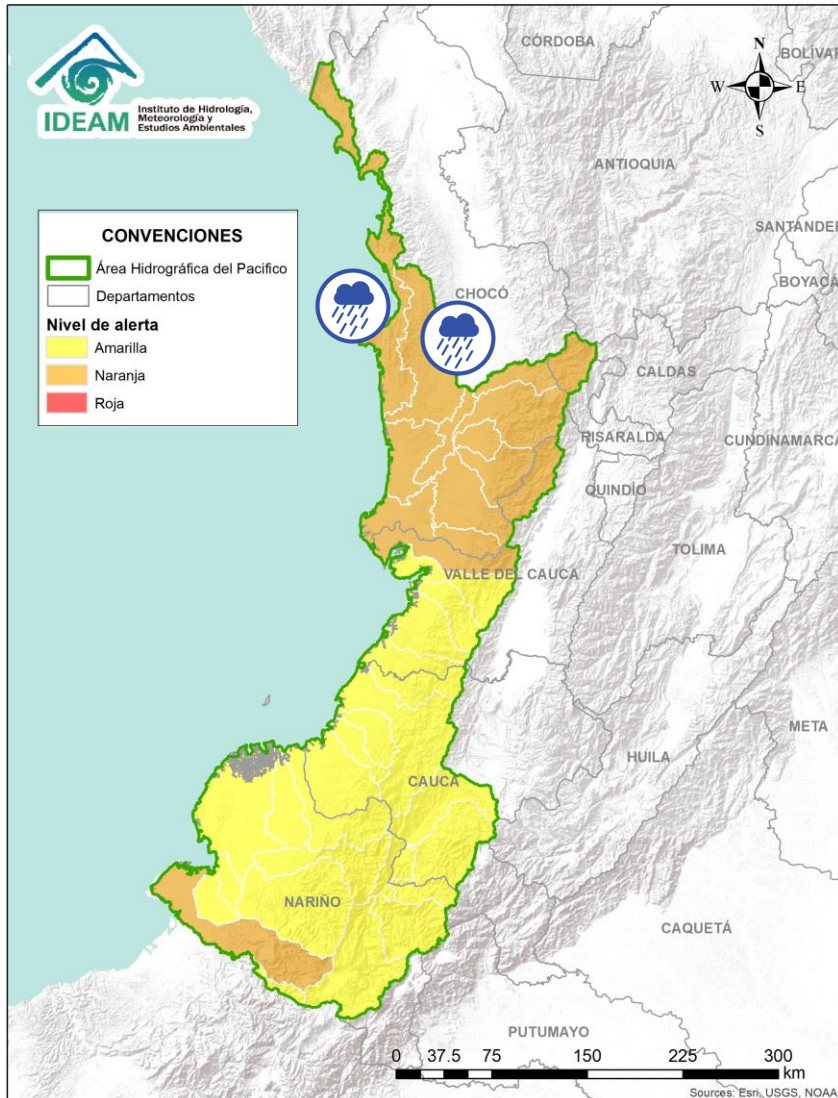 IDEAM
Instituto de Hidrología,
Meteorología y
Estudios Ambientales
CÓRDOBA
BOLÍVAR
N
W E
S
ANTIOQUIA
SANTANDER
BOYACÁ
CONVENCIONES
Área Hidrográfica del Pacifico
Departamentos
Nivel de alerta
Amarilla
Naranja
Roja
CHOCÓ
CALDAS
RISARALDA
CUNDINAMARCA
QUINDÍO
TOLIMA
VALLE DEL CAUCA
META
HUILA
CAUCA
NARIÑO
CAQUETÁ
PUTUMAYO
0 37.5 75 150 225 300
km
Sources: Esri, USGS, NOAA